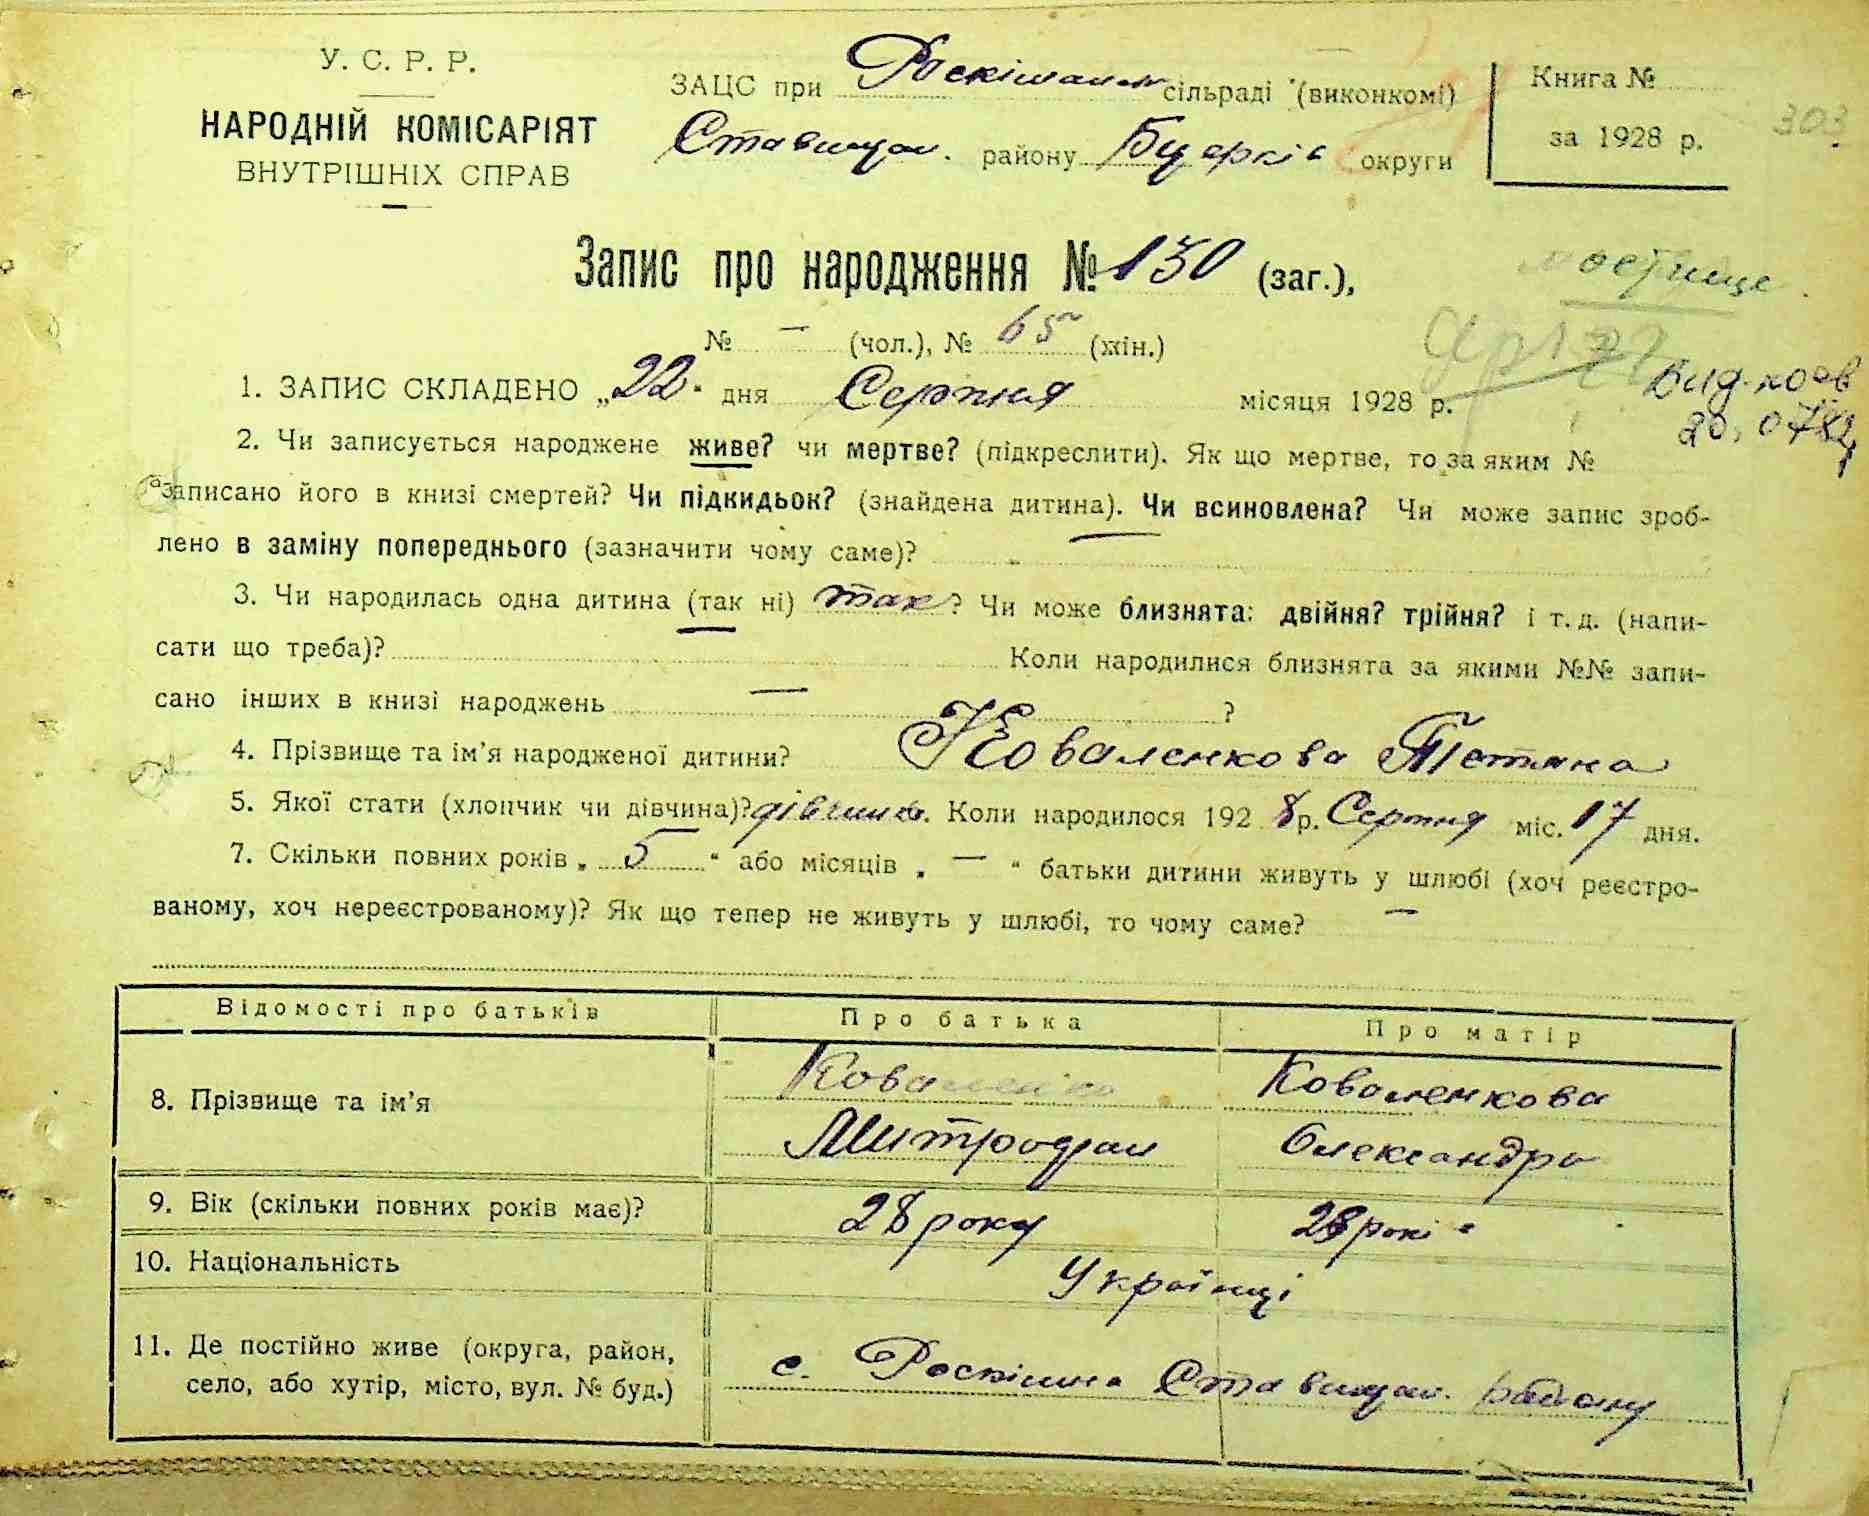 У. С. Р. Р.
НАРОДНІЙ КОМІСАРІЯТ
ВНУТРІШНІХ СПРАВ
ЗАЦС при сільраді (виконкомі)
Ставищан. району Бцерків округи
Книга №
за 1928 р.
303
Запис про народження № 130 (заг.),
№ — (чол.), № 65 (жін.)
1. ЗАПИС СКЛАДЕНО „22“ дня Серпня місяця 1928 р.
2. Чи записується народжене живе? чи мертве? (підкреслити). Як що мертве, то за яким №
записано його в книзі смертей? Чи підкидьок? (знайдена дитина). Чи всиновлена? Чи може запис зроб-
лено в заміну попереднього (зазначити чому саме)?
3. Чи народилась одна дитина (так ні) так? Чи може близнята: двійня? трійня? і т. д. (напи-
сати що треба)? Коли народилися близнята за якими №№ запи-
сано інших в книзі народжень — ?
4. Прізвище та ім’я народженої дитини? Коваленкова Тетяна
5. Якої стати (хлопчик чи дівчина)? дівчина. Коли народилося 1928 р. Серпня міс. 17 дня.
7. Скільки повних років „ 5 “ або місяців „ — “ батьки дитини живуть у шлюбі (хоч реєстро-
ваному, хоч нереєстрованому)? Як що тепер не живуть у шлюбі, то чому саме? —
Відомості про батьків Про батька Про матір
8. Прізвище та ім’я Коваленко Коваленкова
Митрофан Олександра
9. Вік (скільки повних років має)? 28 року 28 років
10. Національність Українці
11. Де постійно живе (округа, район,
село, або хутір, місто, вул. № буд.) с. Роскішна Ставищан. району